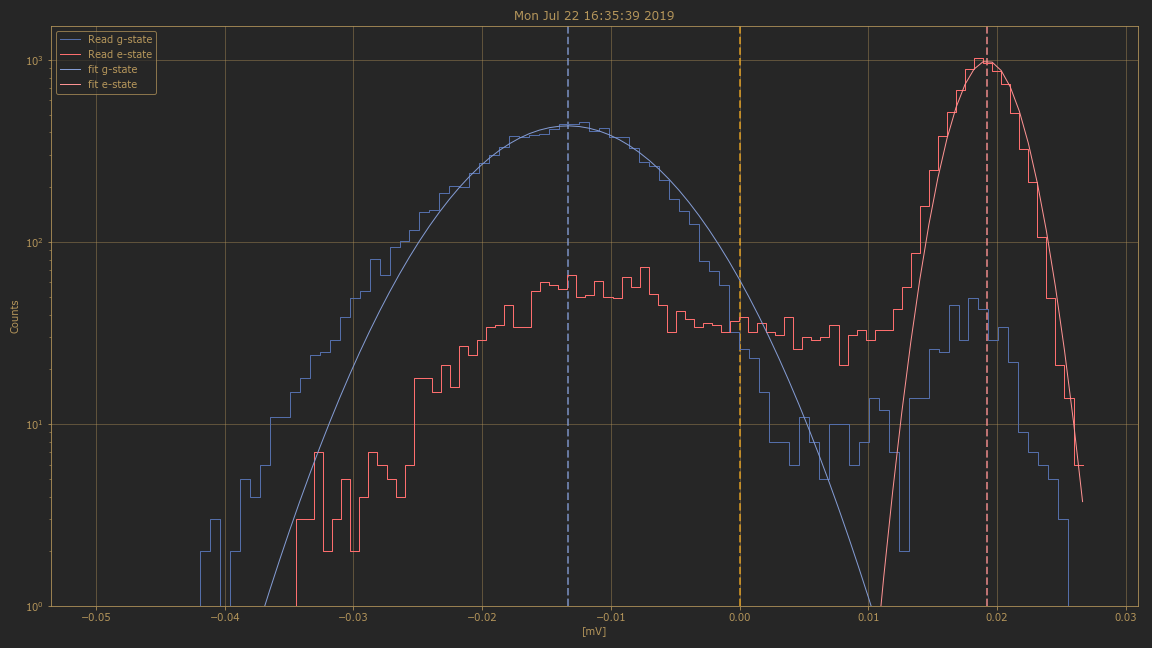 Mon Jul 22 16:35:39 2019
Read g-state
Read e-state
fit g-state
fit e-state
10³
10²
10¹
10⁰
Counts
−0.05 −0.04 −0.03 −0.02 −0.01 0.00 0.01 0.02 0.03
[mV]